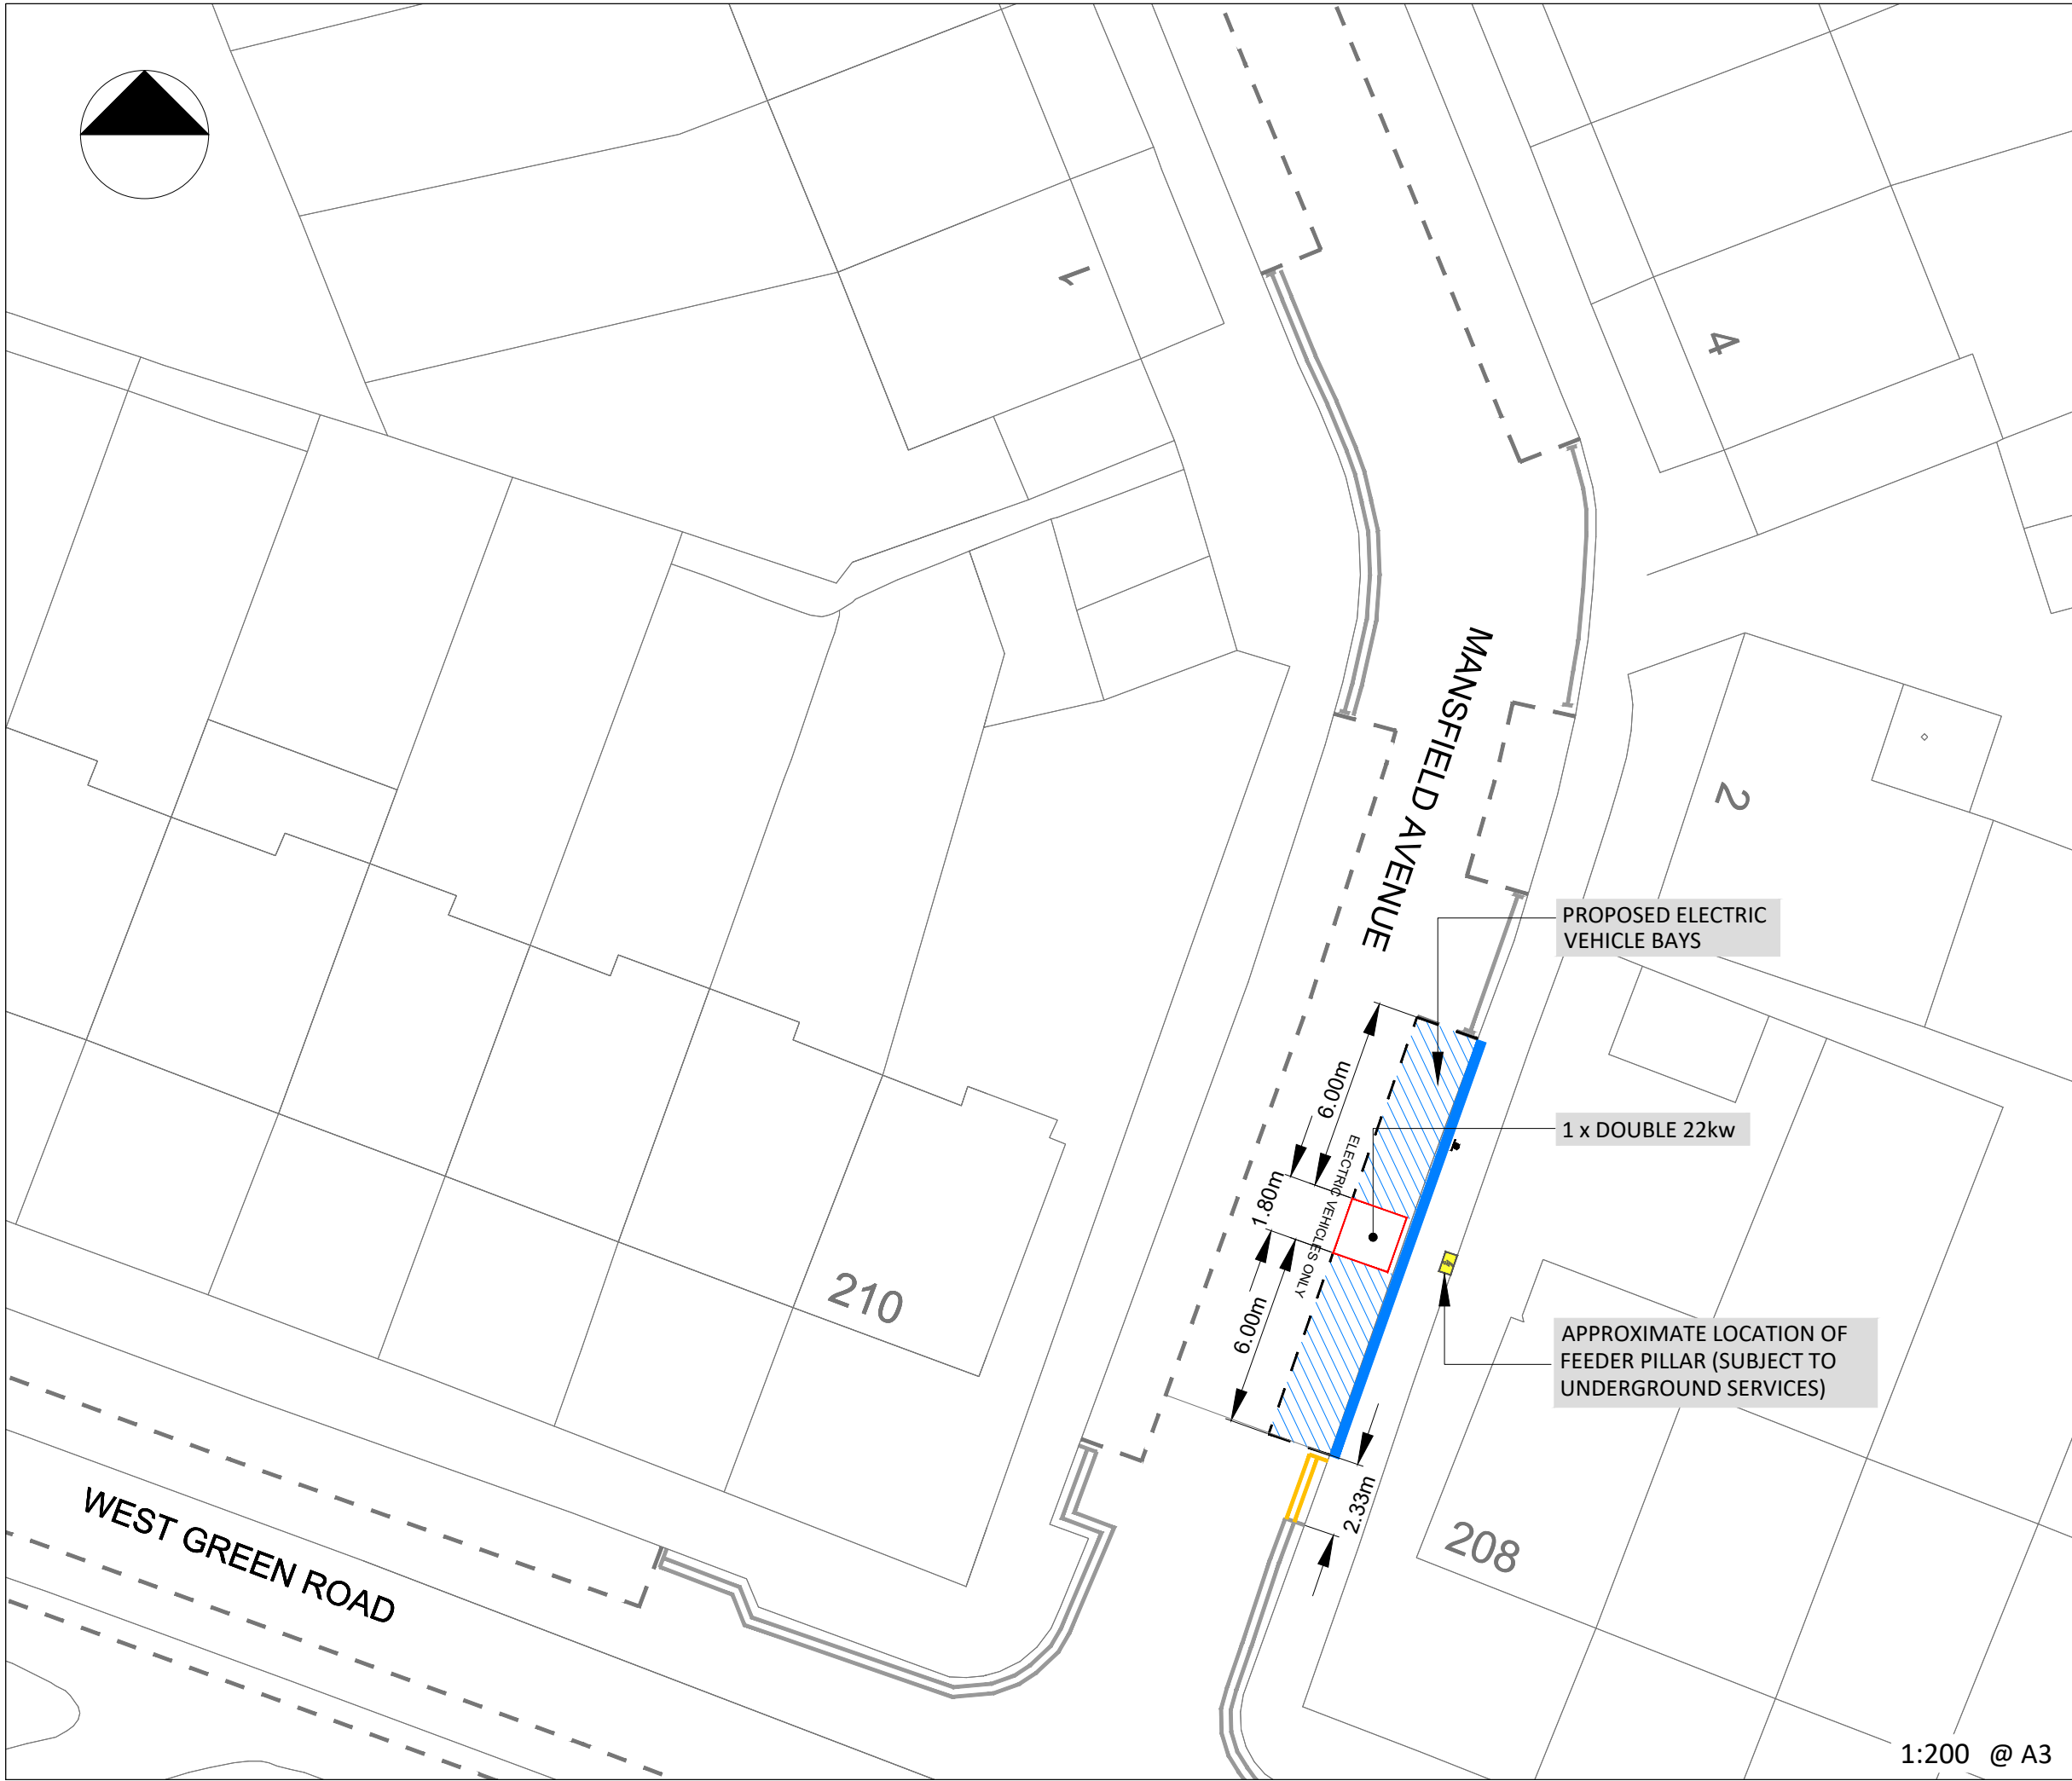 1
4
MANSFIELD AVENUE
2
PROPOSED ELECTRIC
VEHICLE BAYS
6.00m
1 x DOUBLE 22kw
ELECTRIC VEHICLES ONLY
1.80m
6.00m
210
APPROXIMATE LOCATION OF
FEEDER PILLAR (SUBJECT TO
UNDERGROUND SERVICES)
2.33m
WEST GREEN ROAD
208
1:200 @ A3